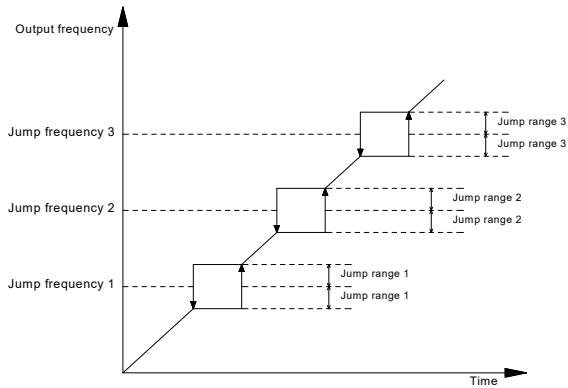 Output frequency
Jump frequency 3
Jump range 3
Jump range 3
Jump frequency 2
Jump range 2
Jump range 2
Jump frequency 1
Jump range 1
Jump range 1
Time